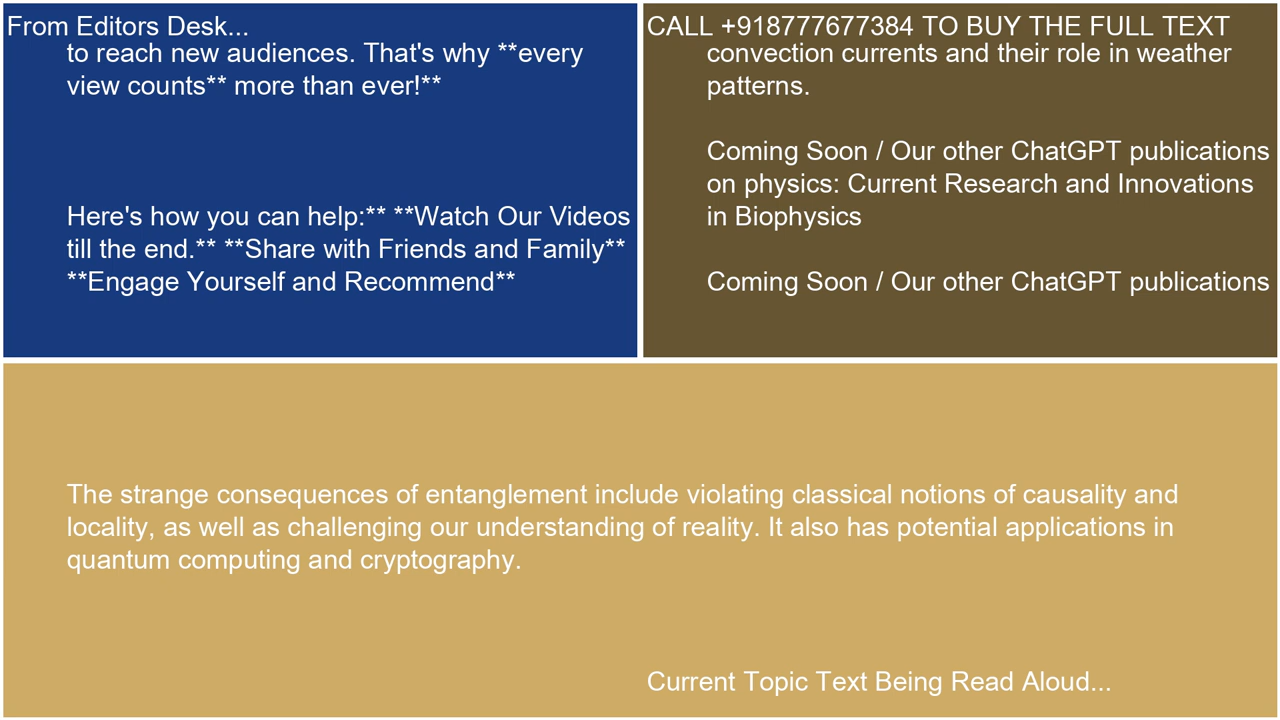 From Editors Desk...
to reach new audiences. That's why **every
view counts** more than ever!**
Here's how you can help:** **Watch Our Videos
till the end.** **Share with Friends and Family**
**Engage Yourself and Recommend**
CALL +918777677384 TO BUY THE FULL TEXT
convection currents and their role in weather
patterns.
Coming Soon / Our other ChatGPT publications
on physics: Current Research and Innovations
in Biophysics
Coming Soon / Our other ChatGPT publications
The strange consequences of entanglement include violating classical notions of causality and
locality, as well as challenging our understanding of reality. It also has potential applications in
quantum computing and cryptography.
Current Topic Text Being Read Aloud...